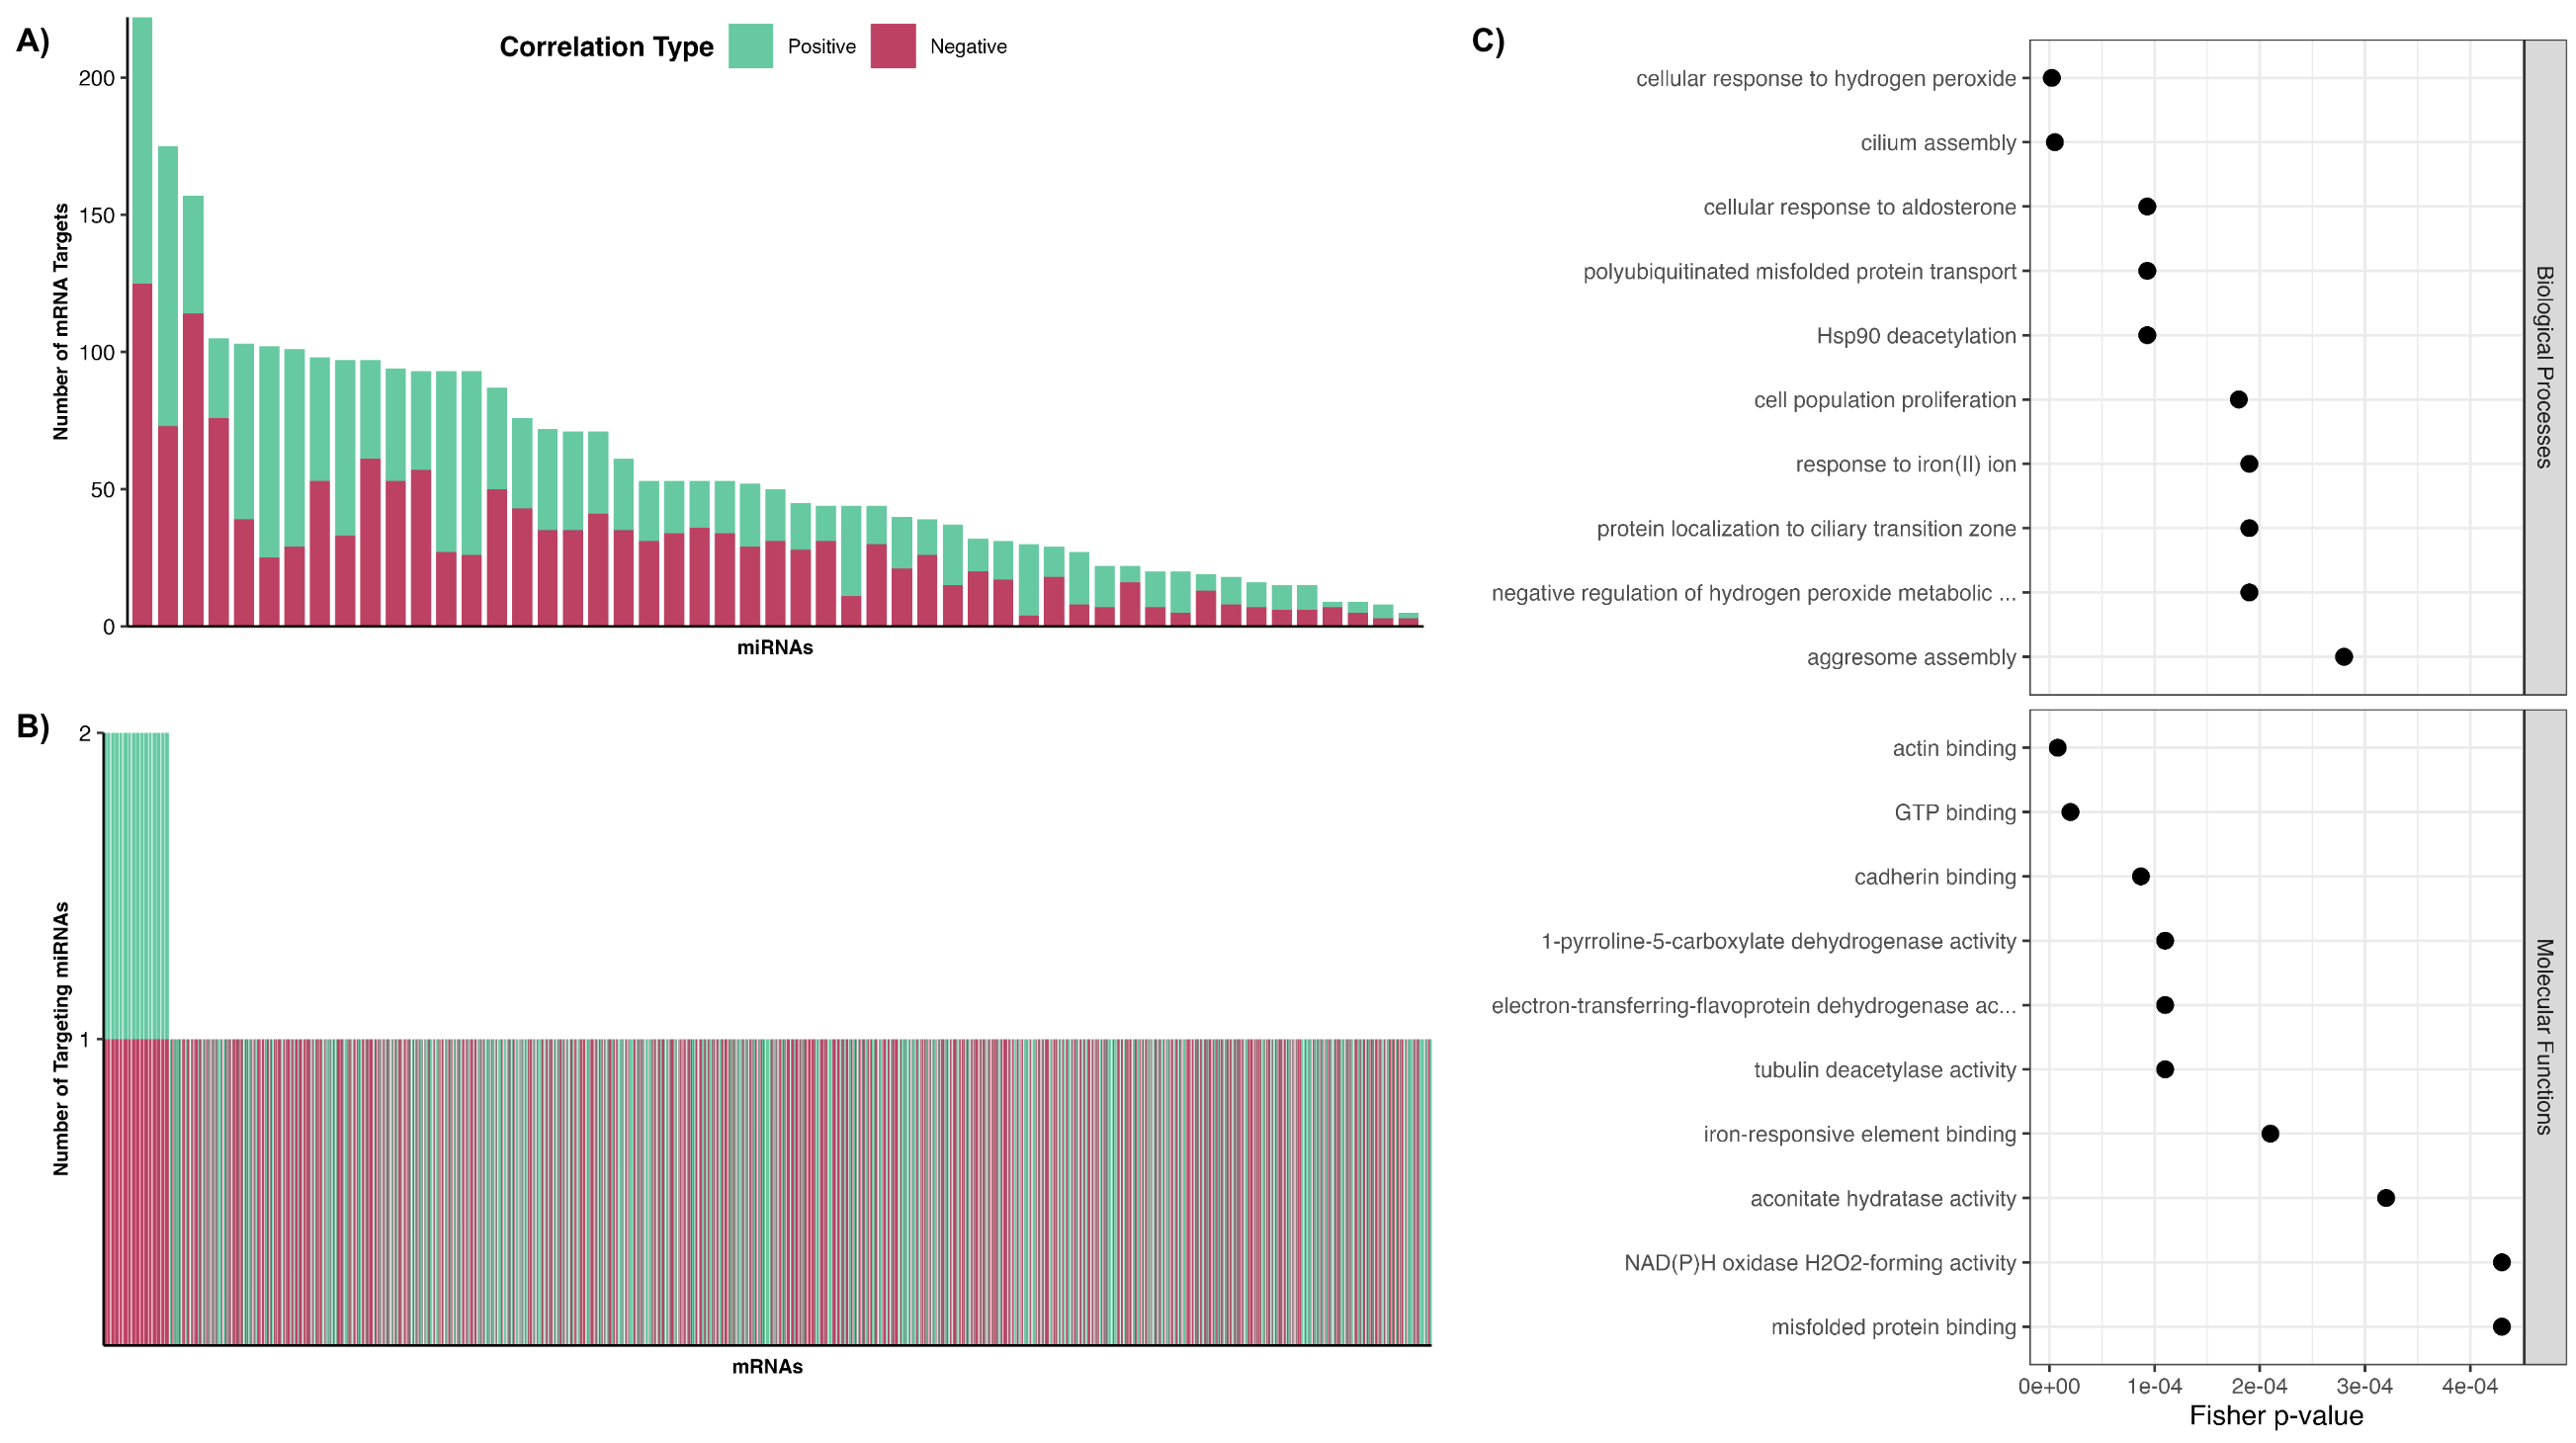 A)
Correlation Type Positive Negative
200
150
100
50
0
Number of mRNA Targets
miRNAs
B)
2
1
Number of Targeting miRNAs
mRNAs
C)
cellular response to hydrogen peroxide
cilium assembly
cellular response to aldosterone
polyubiquitinated misfolded protein transport
Hsp90 deacetylation
cell population proliferation
response to iron(II) ion
protein localization to ciliary transition zone
negative regulation of hydrogen peroxide metabolic ...
aggresome assembly
Biological Processes
actin binding
GTP binding
cadherin binding
1-pyrroline-5-carboxylate dehydrogenase activity
electron-transferring-flavoprotein dehydrogenase ac...
tubulin deacetylase activity
iron-responsive element binding
aconitate hydratase activity
NAD(P)H oxidase H2O2-forming activity
misfolded protein binding
Molecular Functions
0e+00 1e-04 2e-04 3e-04 4e-04
Fisher p-value